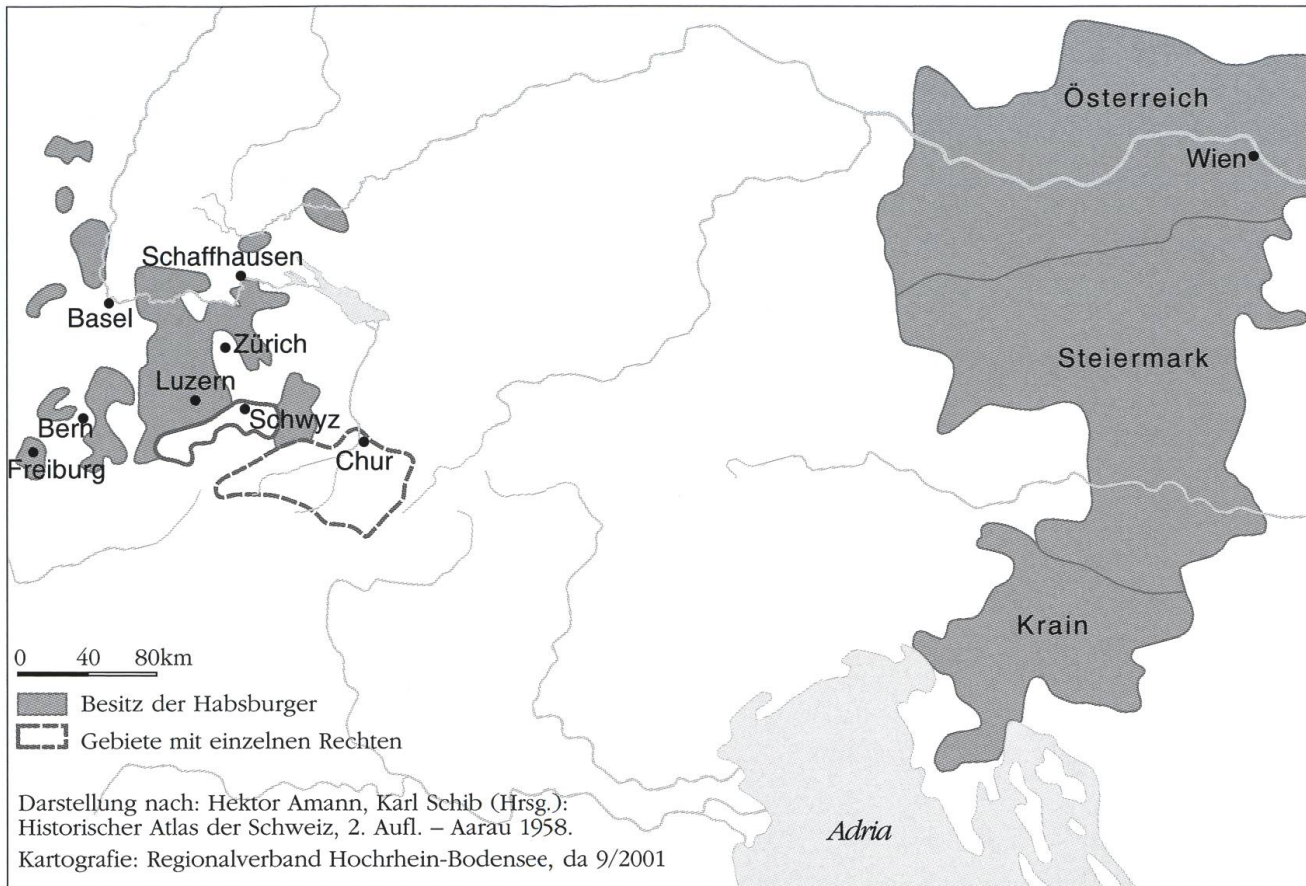 Österreich
Wien
Schaffhausen
Basel
Zürich
Steiermark
Luzern
Schwyz
Bern
Chur
Freiburg
Krain
0 40 80km
Besitz der Habsburger
Gebiete mit einzelnen Rechten
Darstellung nach: Hektor Amann, Karl Schib (Hrsg.):
Historischer Atlas der Schweiz, 2. Aufl. – Aarau 1958.
Adria
Kartografie: Regionalverband Hochrhein-Bodensee, da 9/2001